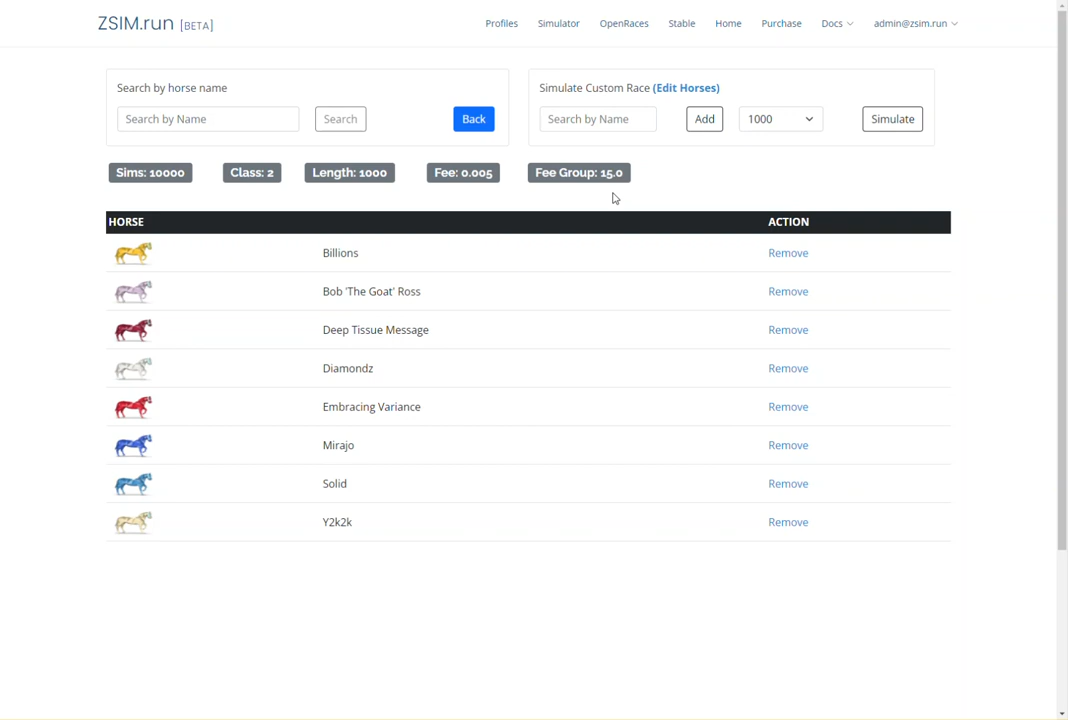 ZSIM.run [BETA]
Profiles Simulator OpenRaces Stable Home Purchase Docs admin@zsim.run
Search by horse name
Search by Name Search Back
Simulate Custom Race (Edit Horses)
Search by Name Add 1000 Simulate
Sims: 10000 Class: 2 Length: 1000 Fee: 0.005 Fee Group: 15.0
HORSE ACTION
Billions Remove
Bob 'The Goat' Ross Remove
Deep Tissue Message Remove
Diamondz Remove
Embracing Variance Remove
Mirajo Remove
Solid Remove
Y2k2k Remove